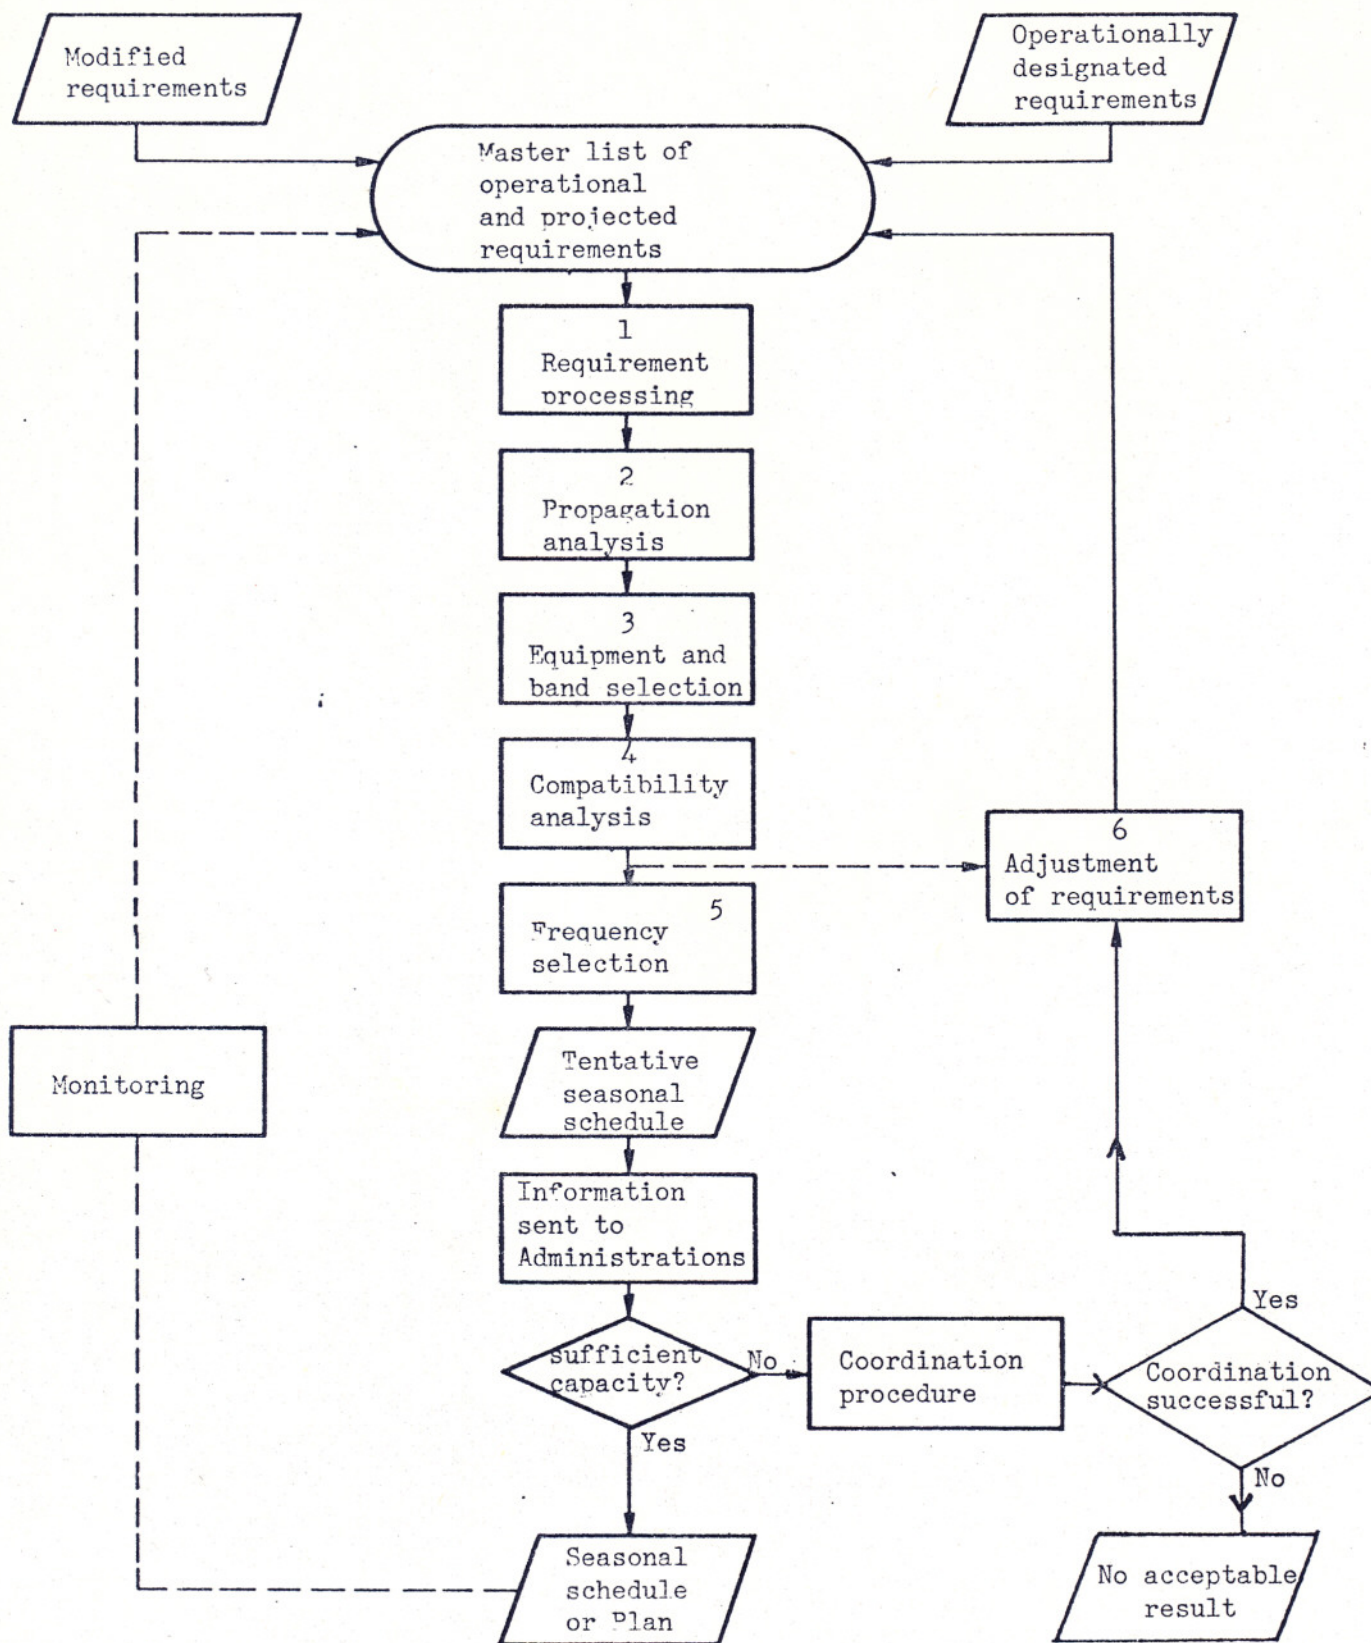 Modified
requirements
Operationally
designated
requirements
Master list of
operational
and projected
requirements
1
Requirement
processing
2
Propagation
analysis
3
Equipment and
band selection
4
Compatibility
analysis
6
Adjustment
of requirements
5
Frequency
selection
Monitoring
Tentative
seasonal
schedule
Information
sent to
Administrations
sufficient
capacity?
No
Yes
Coordination
procedure
Yes
Coordination
successful?
No
Seasonal
schedule
or Plan
No acceptable
result